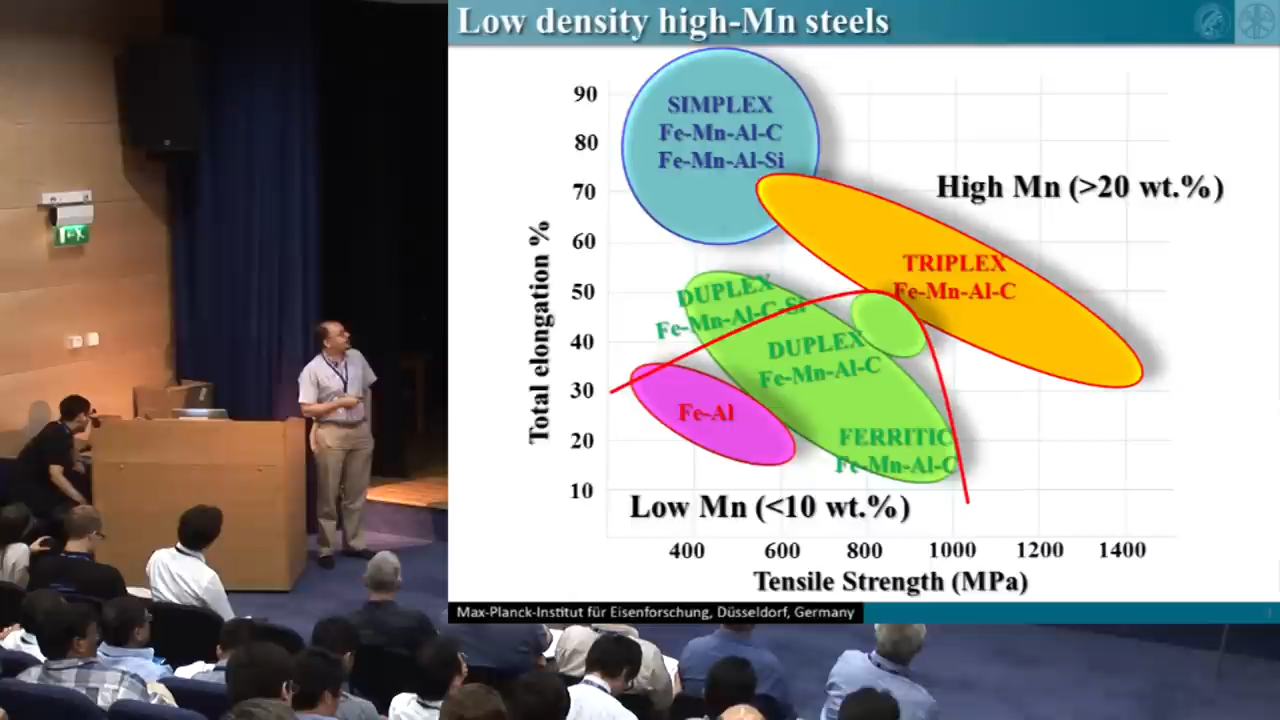 Low density high-Mn steels
90
80
70
60
50
40
30
20
10
Total elongation %
SIMPLEX
Fe-Mn-Al-C
Fe-Mn-Al-Si
High Mn (>20 wt.%)
TRIPLEX
Fe-Mn-Al-C
DUPLEX
Fe-Mn-Al-C-Si
DUPLEX
Fe-Mn-Al-C
Fe-Al
FERRITIC
Fe-Mn-Al-C
Low Mn (<10 wt.%)
400 600 800 1000 1200 1400
Tensile Strength (MPa)
Max-Planck-Institut für Eisenforschung, Düsseldorf, Germany